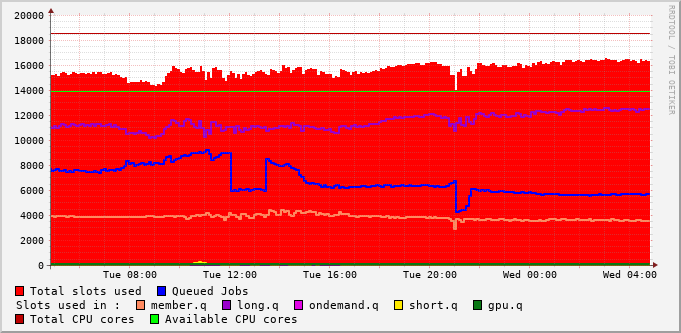 20000
18000
16000
14000
12000
10000
8000
6000
4000
2000
0
Tue 08:00 Tue 12:00 Tue 16:00 Tue 20:00 Wed 00:00 Wed 04:00
Total slots used Queued Jobs
Slots used in : member.q long.q ondemand.q short.q gpu.q
Total CPU cores Available CPU cores
RRDTOOL / TOBI OETIKER